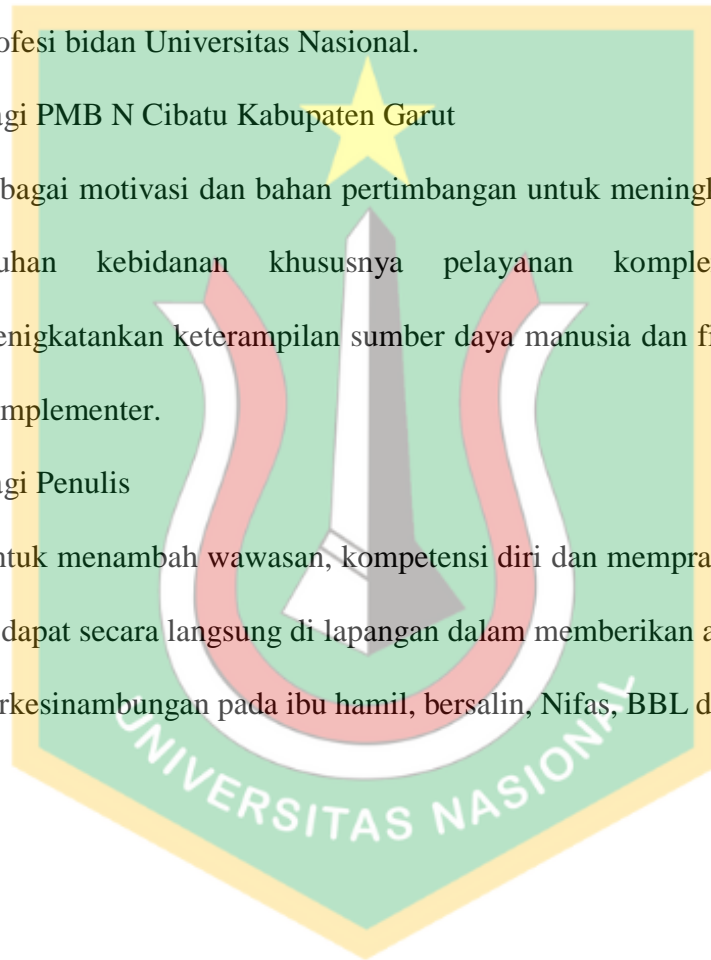 ofesi bidan Universitas Nasional.
agi PMB N Cibatu Kabupaten Garut
bagai motivasi dan bahan pertimbangan untuk meningk
uhan kebidanan khususnya pelayanan komple
enigkatankan keterampilan sumber daya manusia dan fi
mplementer.
agi Penulis
ntuk menambah wawasan, kompetensi diri dan mempra
dapat secara langsung di lapangan dalam memberikan a
rkesinambungan pada ibu hamil, bersalin, Nifas, BBL d
UNIVERSITAS NASIONAL